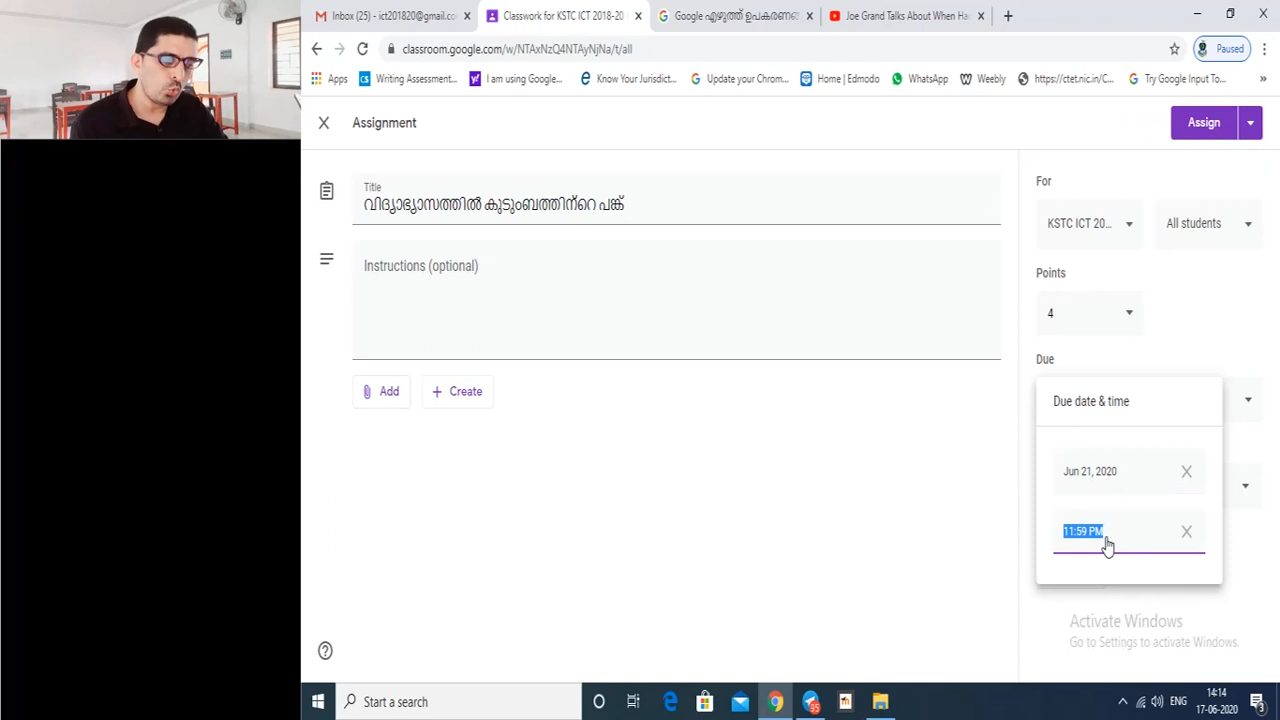 Inbox (25) - ict201820@gmail.co
Classwork for KSTC ICT 2018-20
Google എഴുത്ത് ഉപകരണങ്ങ
Joe Grand Talks About When Ha
classroom.google.com/w/NTAxNzQ4NTAyNjNa/t/all
Paused
Apps
Writing Assessment...
I am using Google...
Know Your Jurisdict...
Update your Chrom...
Home | Edmodo
WhatsApp
Weebly
https://ctet.nic.in/C...
Try Google Input To...
Assignment
Assign
For
Title
വിദ്യാഭ്യാസത്തിൽ കുടുംബത്തിന്റെ പങ്ക്
KSTC ICT 20...
All students
Instructions (optional)
Points
4
Due
Add
Create
Due date & time
Jun 21, 2020
11:59 PM
Activate Windows
Go to Settings to activate Windows.
Start a search
95
ENG
14:14
17-06-2020
3